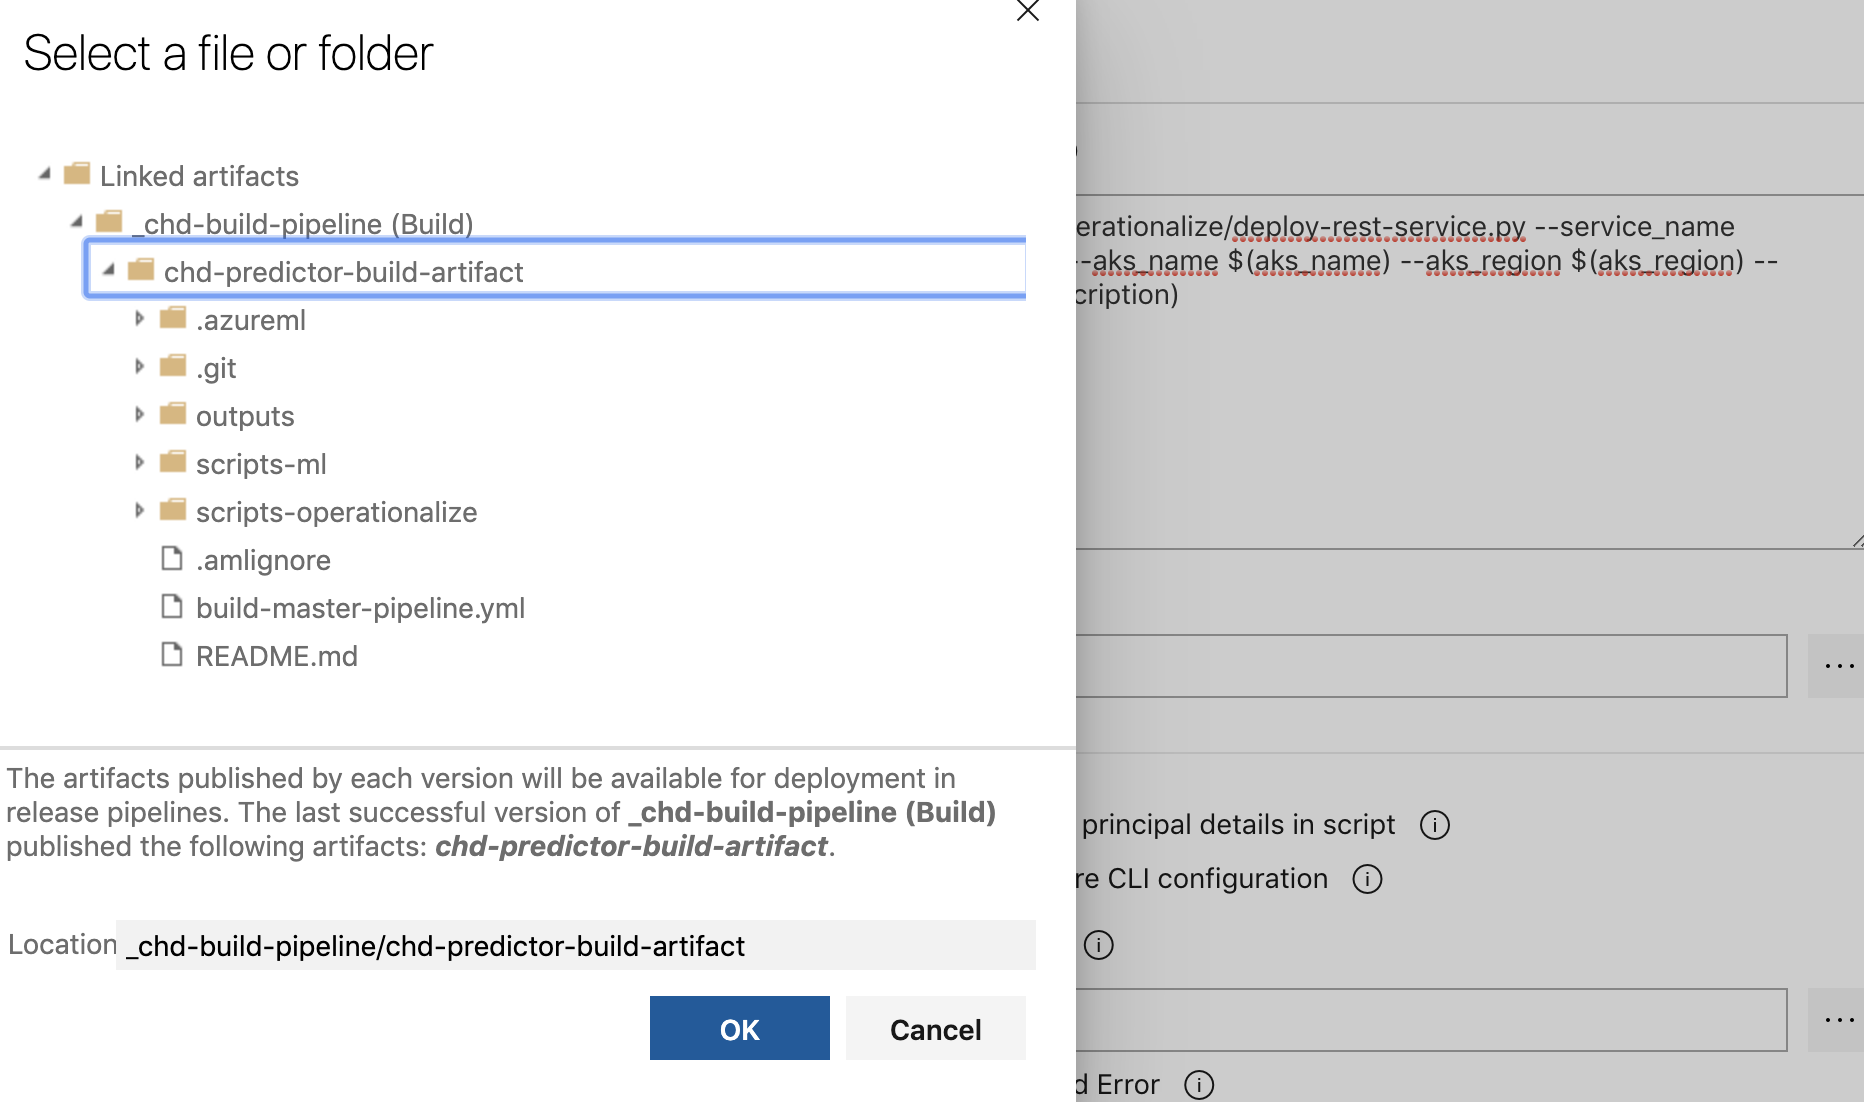 Select a file or folder
Linked artifacts
_chd-build-pipeline (Build)
chd-predictor-build-artifact
.azureml
.git
outputs
scripts-ml
scripts-operationalize
.amlignore
build-master-pipeline.yml
README.md
The artifacts published by each version will be available for deployment in
release pipelines. The last successful version of _chd-build-pipeline (Build)
published the following artifacts: chd-predictor-build-artifact.
Location
_chd-build-pipeline/chd-predictor-build-artifact
OK
Cancel
erationalize/deploy-rest-service.py --service_name
--aks_name $(aks_name) --aks_region $(aks_region) --
cription)
...
principal details in script
re CLI configuration
...
d Error